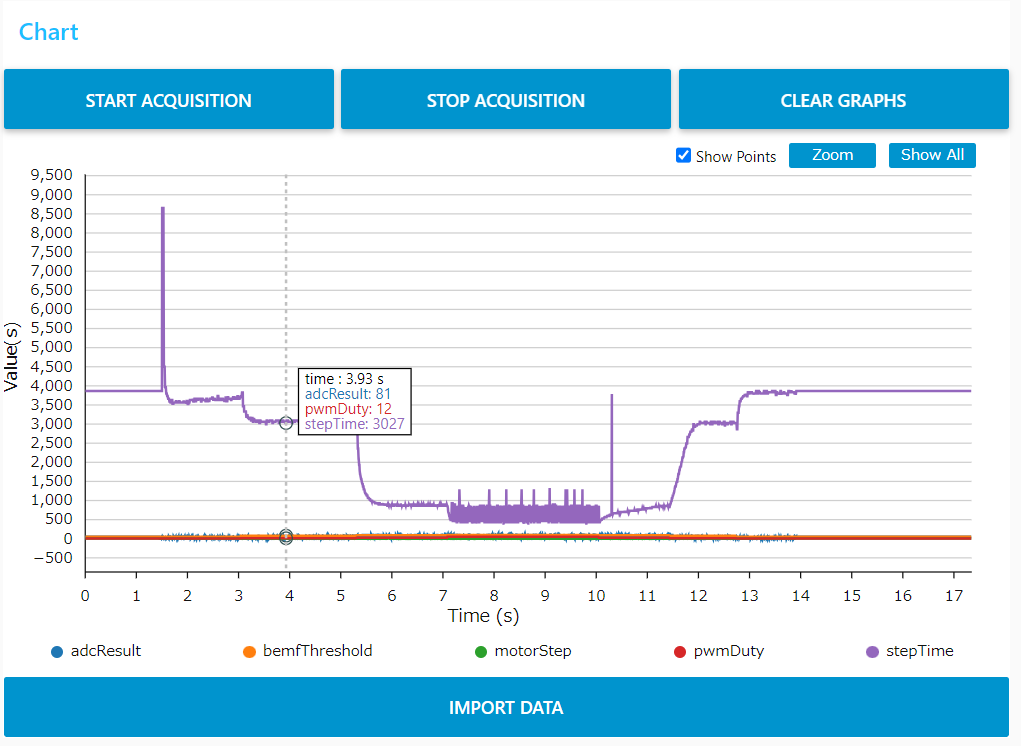 Chart
START ACQUISITION STOP ACQUISITION CLEAR GRAPHS
Show Points Zoom Show All
9,500
9,000
8,500
8,000
7,500
7,000
6,500
6,000
5,500
5,000
4,500
4,000
3,500
3,000
2,500
2,000
1,500
1,000
500
0
−500
Value(s)
time : 3.93 s
adcResult: 81
pwmDuty: 12
stepTime: 3027
0 1 2 3 4 5 6 7 8 9 10 11 12 13 14 15 16 17
Time (s)
adcResult bemfThreshold motorStep pwmDuty stepTime
IMPORT DATA